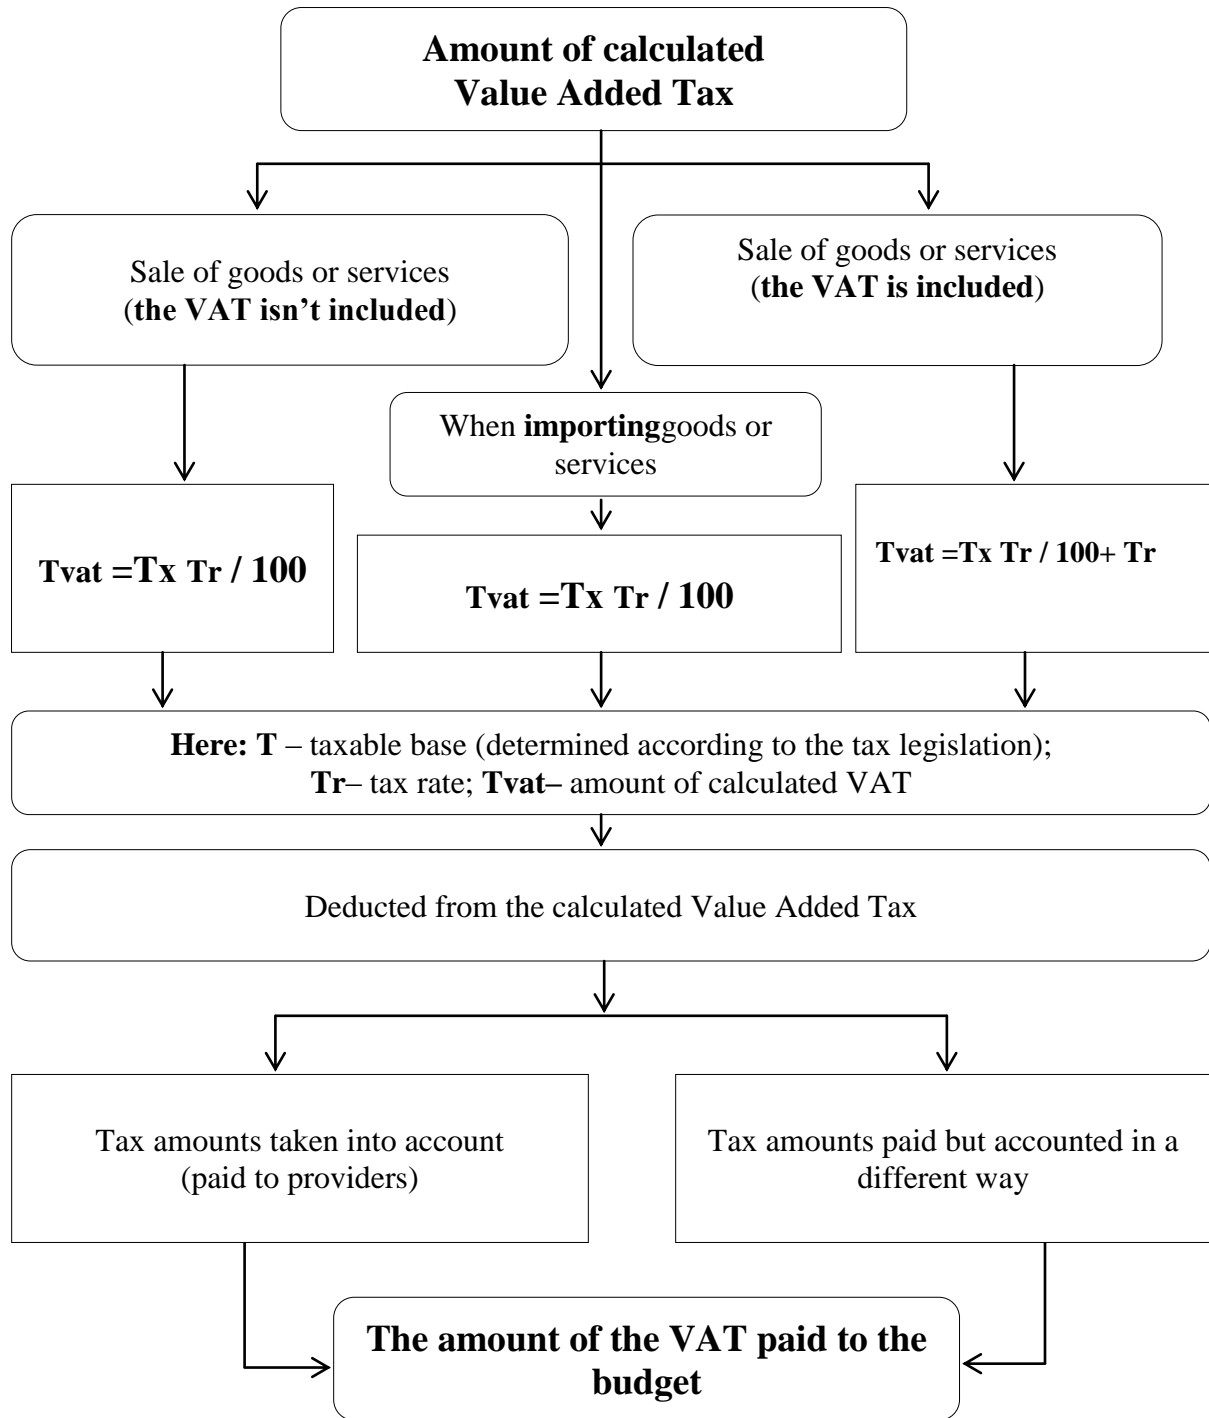 Amount of calculated
Value Added Tax
Sale of goods or services
(the VAT isn’t included)
Sale of goods or services
(the VAT is included)
When importinggoods or
services
Tvat =Tx Tr / 100
Tvat =Tx Tr / 100
Tvat =Tx Tr / 100+ Tr
Here: T – taxable base (determined according to the tax legislation);
Tr– tax rate; Tvat– amount of calculated VAT
Deducted from the calculated Value Added Tax
Tax amounts taken into account
(paid to providers)
Tax amounts paid but accounted in a
different way
The amount of the VAT paid to the
budget